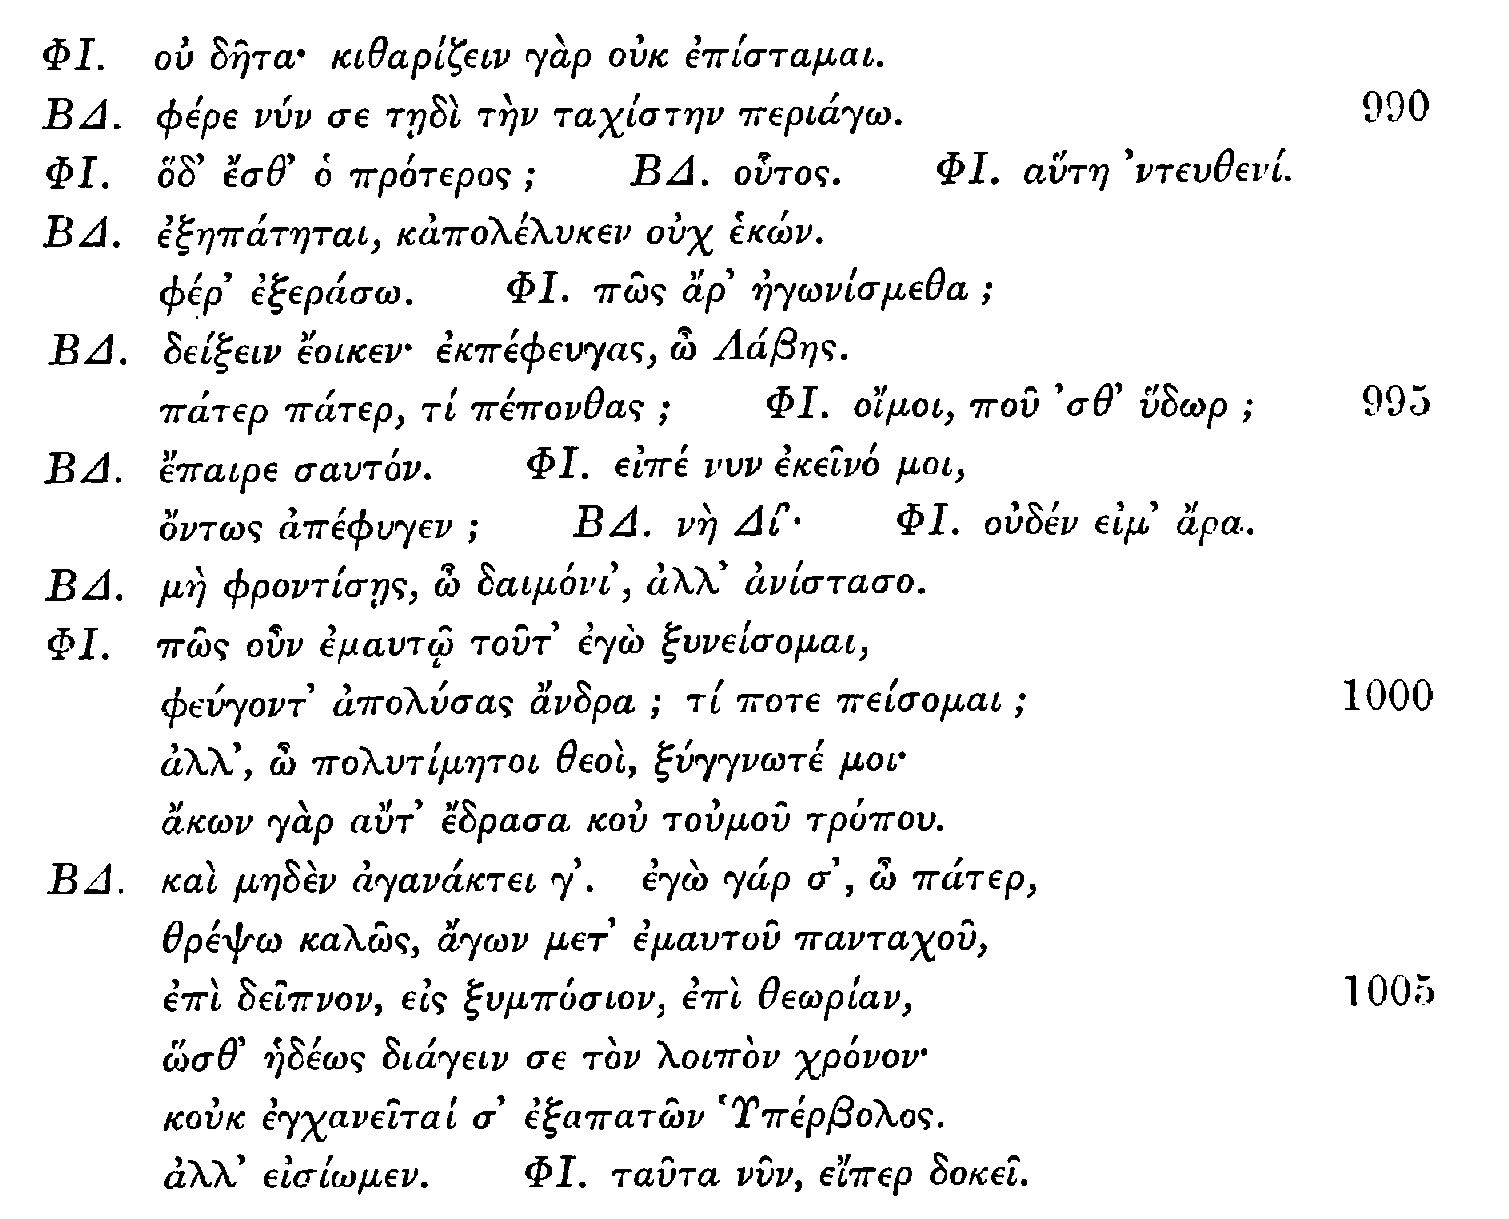 ΦΙ. οὐ δῆτα· κιθαρίζειν γὰρ οὐκ ἐπίσταμαι.
ΒΔ. φέρε νύν σε τῃδὶ τὴν ταχίστην περιάγω. 990
ΦΙ. ὅδ’ ἔσθ’ ὁ πρότερος ; ΒΔ. οὗτος. ΦΙ. αὕτη ’ντευθενί.
ΒΔ. ἐξηπάτηται, κἀπολέλυκεν οὐχ ἑκών.
φέρ’ ἐξεράσω. ΦΙ. πῶς ἄρ’ ἠγωνίσμεθα ;
ΒΔ. δείξειν ἔοικεν· ἐκπέφευγας, ὦ Λάβης.
πάτερ πάτερ, τί πέπονθας ; ΦΙ. οἴμοι, ποῦ ’σθ’ ὕδωρ ; 995
ΒΔ. ἔπαιρε σαυτόν. ΦΙ. εἰπέ νυν ἐκεῖνό μοι,
ὄντως ἀπέφυγεν ; ΒΔ. νὴ Δί’· ΦΙ. οὐδέν εἰμ’ ἄρα.
ΒΔ. μὴ φροντίσῃς, ὦ δαιμόνι’, ἀλλ’ ἀνίστασο.
ΦΙ. πῶς οὖν ἐμαυτῷ τοῦτ’ ἐγὼ ξυνείσομαι,
φεύγοντ’ ἀπολύσας ἄνδρα ; τί ποτε πείσομαι ; 1000
ἀλλ’, ὦ πολυτίμητοι θεοὶ, ξύγγνωτέ μοι·
ἄκων γὰρ αὔτ’ ἔδρασα κοὐ τοὐμοῦ τρόπου.
ΒΔ. καὶ μηδὲν ἀγανάκτει γ’. ἐγὼ γάρ σ’, ὦ πάτερ,
θρέψω καλῶς, ἄγων μετ’ ἐμαυτοῦ πανταχοῦ,
ἐπὶ δεῖπνον, εἰς ξυμπόσιον, ἐπὶ θεωρίαν, 1005
ὥσθ’ ἡδέως διάγειν σε τὸν λοιπὸν χρόνον·
κοὐκ ἐγχανεῖταί σ’ ἐξαπατῶν Ὑπέρβολος.
ἀλλ’ εἰσίωμεν. ΦΙ. ταῦτα νῦν, εἴπερ δοκεῖ.